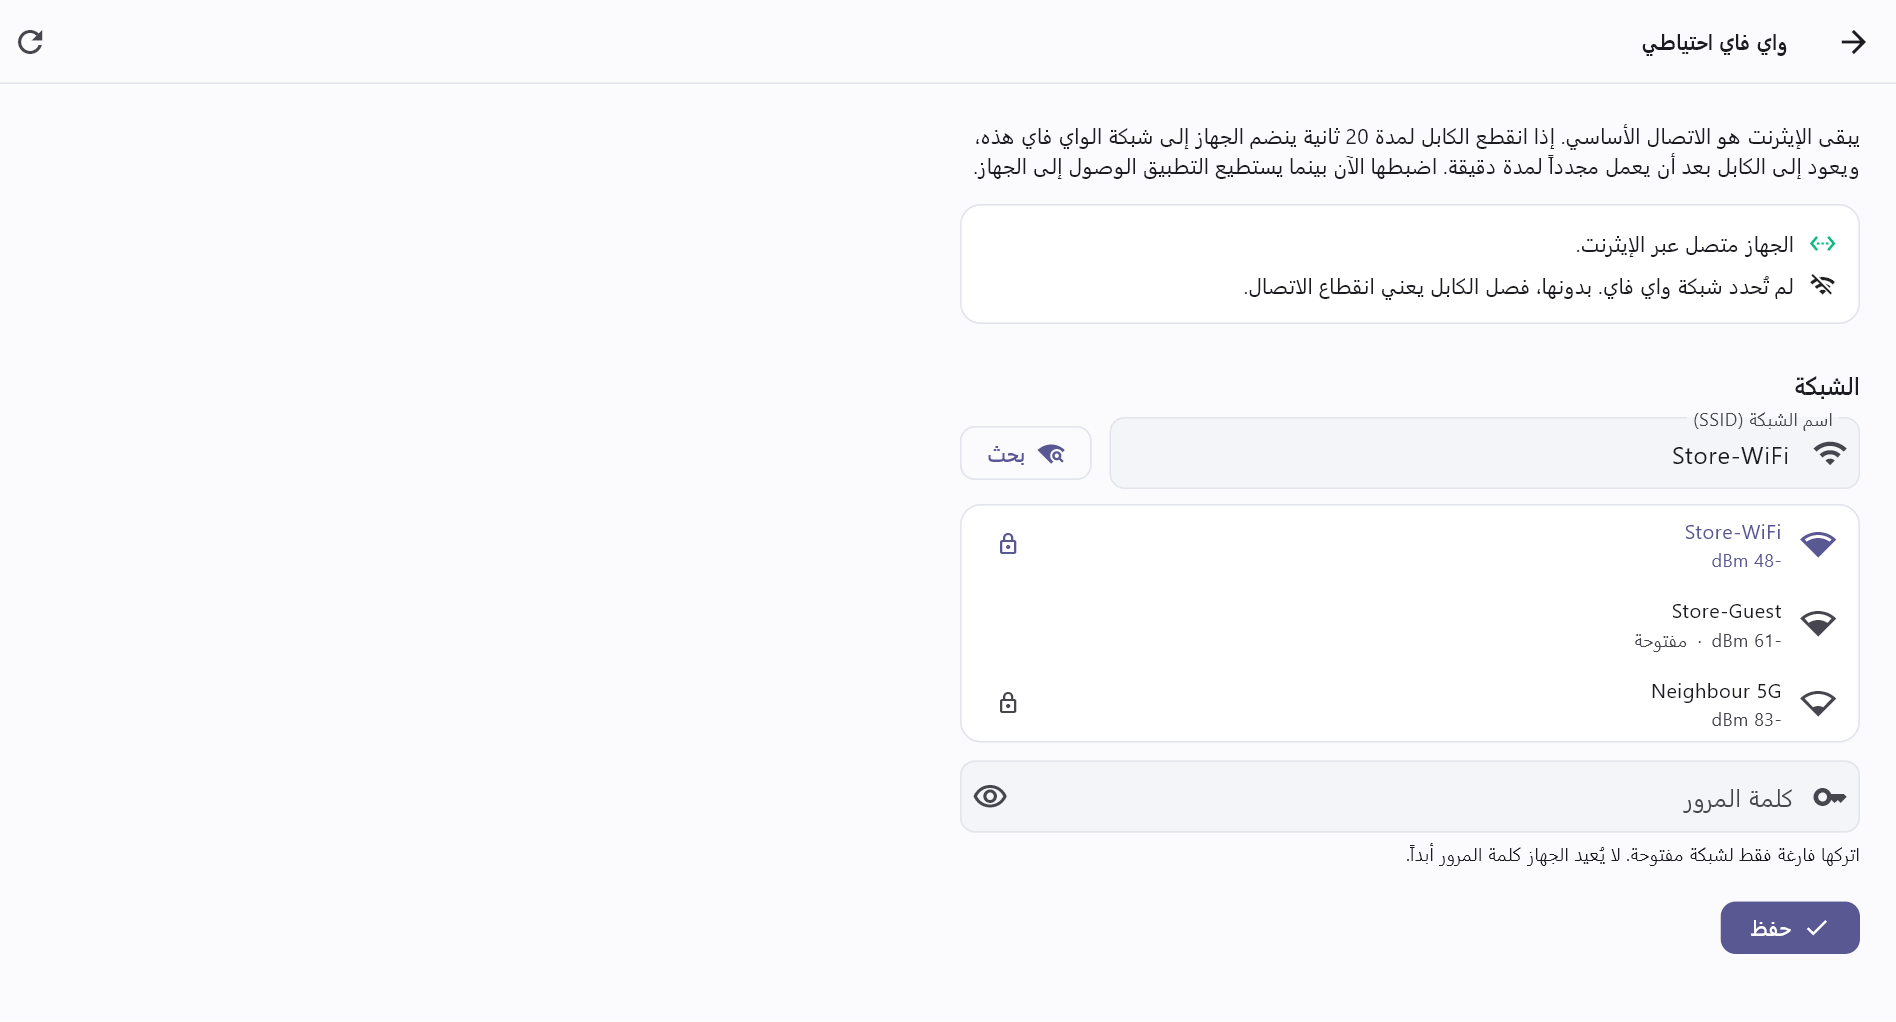 واي فاي احتياطي
يبقى الإيثرنت هو الاتصال الأساسي. إذا انقطع الكابل لمدة 20 ثانية ينضم الجهاز إلى شبكة الواي فاي هذه،
ويعود إلى الكابل بعد أن يعمل مجدداً لمدة دقيقة. اضبطها الآن بينما يستطيع التطبيق الوصول إلى الجهاز.
الجهاز متصل عبر الإيثرنت.
لم تُحدد شبكة واي فاي. بدونها، فصل الكابل يعني انقطاع الاتصال.
الشبكة
اسم الشبكة (SSID)
Store-WiFi
بحث
Store-WiFi
-48 dBm
Store-Guest
-61 dBm · مفتوحة
Neighbour 5G
-83 dBm
كلمة المرور
اتركها فارغة فقط لشبكة مفتوحة. لا يُعيد الجهاز كلمة المرور أبداً.
حفظ